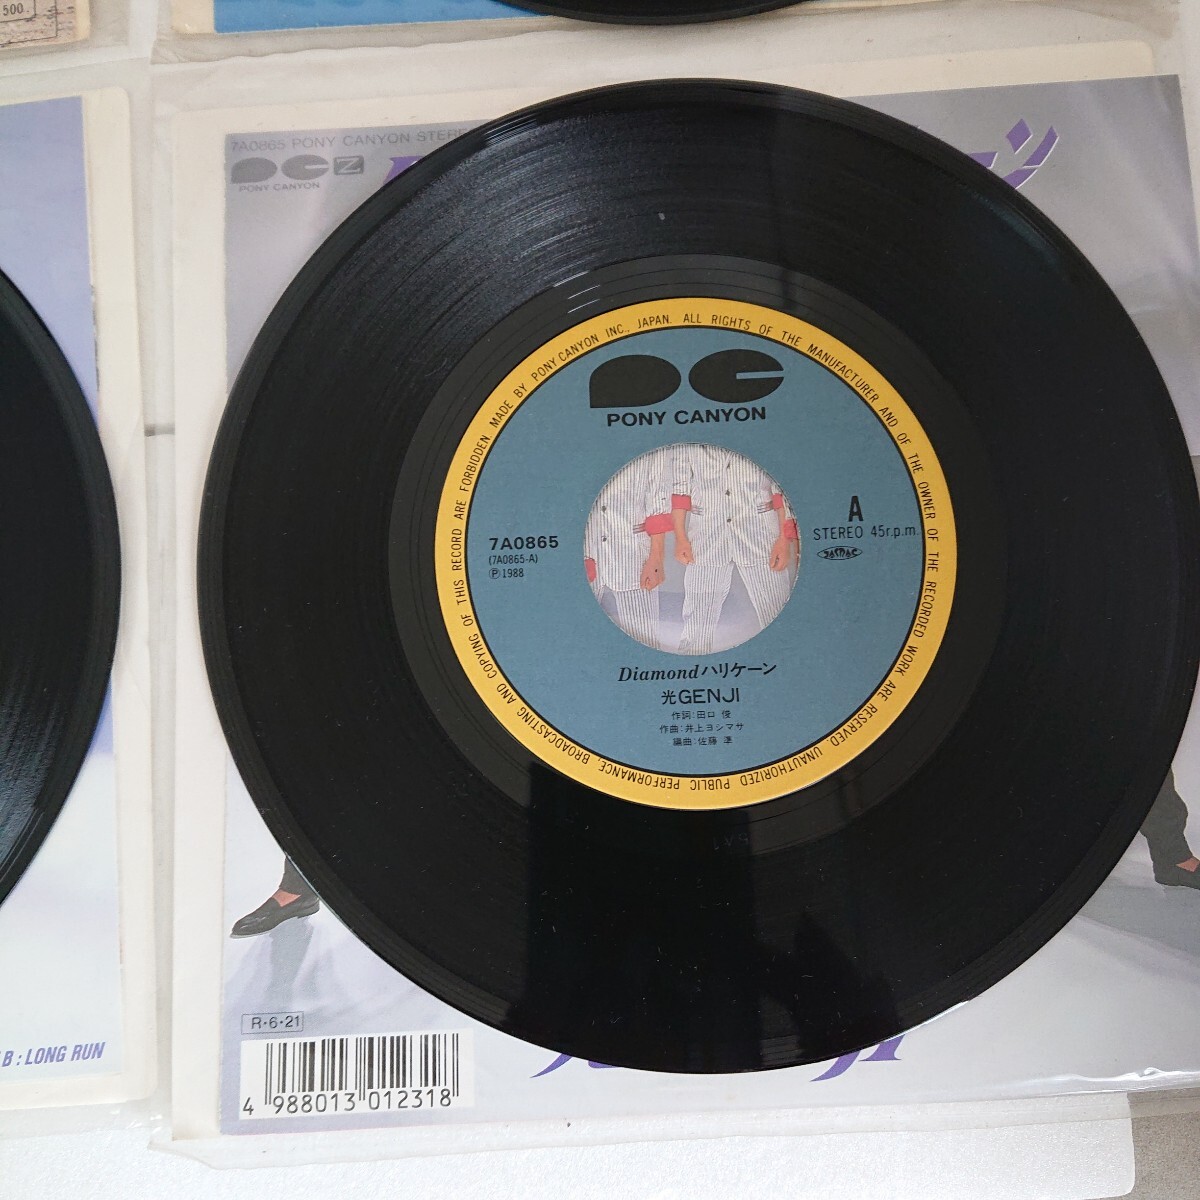 500.
7A0865 PONY CANYON STEREO
PONY CANYON
ン
MADE BY PONY CANYON INC., JAPAN. ALL RIGHTS OF THE MANUFACTURER AND OF THE OWNER OF THE RECORDED WORK ARE RESERVED. UNAUTHORIZED PUBLIC PERFORMANCE, BROADCASTING AND COPYING OF THIS RECORD ARE FORBIDDEN.
PONY CANYON
A
STEREO 45r.p.m.
JASRAC
7A0865
(7A0865-A)
Ⓟ1988
Diamondハリケーン
光GENJI
作詞:田口 俊
作曲:井上ヨシマサ
編曲:佐藤 準
B : LONG RUN
R・6・21
4 988013 012318